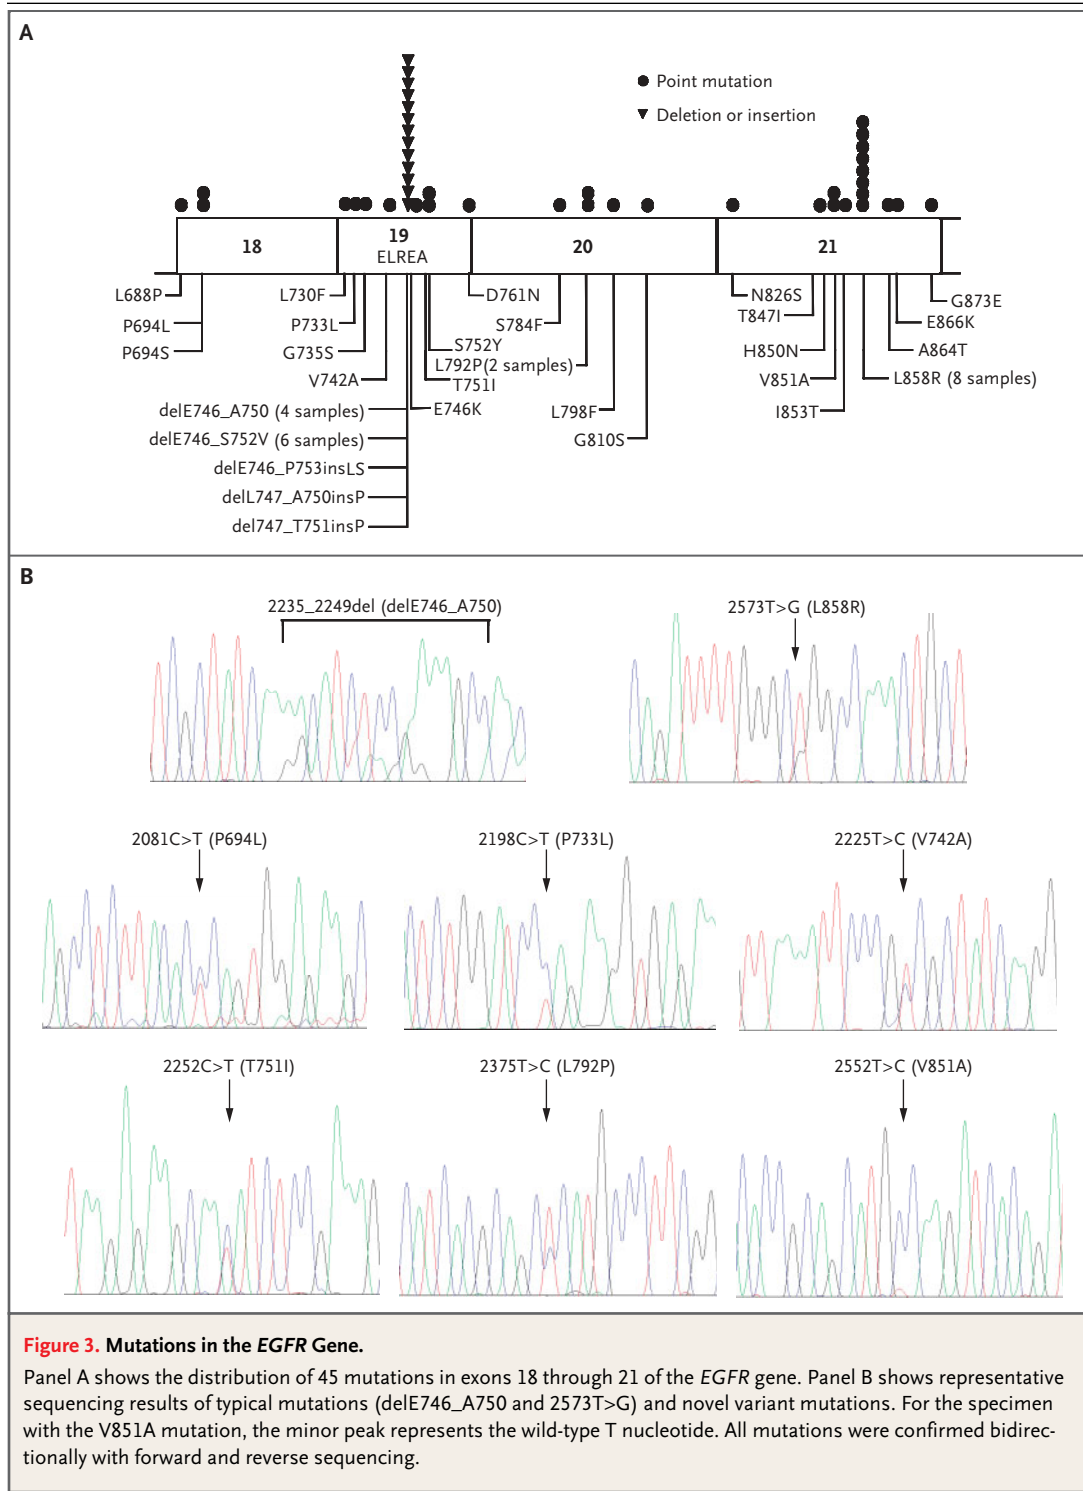 A
● Point mutation
▼ Deletion or insertion
18
19
ELREA
20
21
L688P
P694L
P694S
L730F
P733L
G735S
V742A
delE746_A750 (4 samples)
delE746_S752V (6 samples)
delE746_P753insLS
delL747_A750insP
del747_T751insP
D761N
S752Y
T751I
E746K
S784F
L792P(2 samples)
L798F
G810S
N826S
T847I
H850N
V851A
I853T
G873E
E866K
A864T
L858R (8 samples)
B
2235_2249del (delE746_A750)
2573T>G (L858R)
2081C>T (P694L)
2198C>T (P733L)
2225T>C (V742A)
2252C>T (T751I)
2375T>C (L792P)
2552T>C (V851A)
Figure 3. Mutations in the EGFR Gene.
Panel A shows the distribution of 45 mutations in exons 18 through 21 of the EGFR gene. Panel B shows representative
sequencing results of typical mutations (delE746_A750 and 2573T>G) and novel variant mutations. For the specimen
with the V851A mutation, the minor peak represents the wild-type T nucleotide. All mutations were confirmed bidirec-
tionally with forward and reverse sequencing.